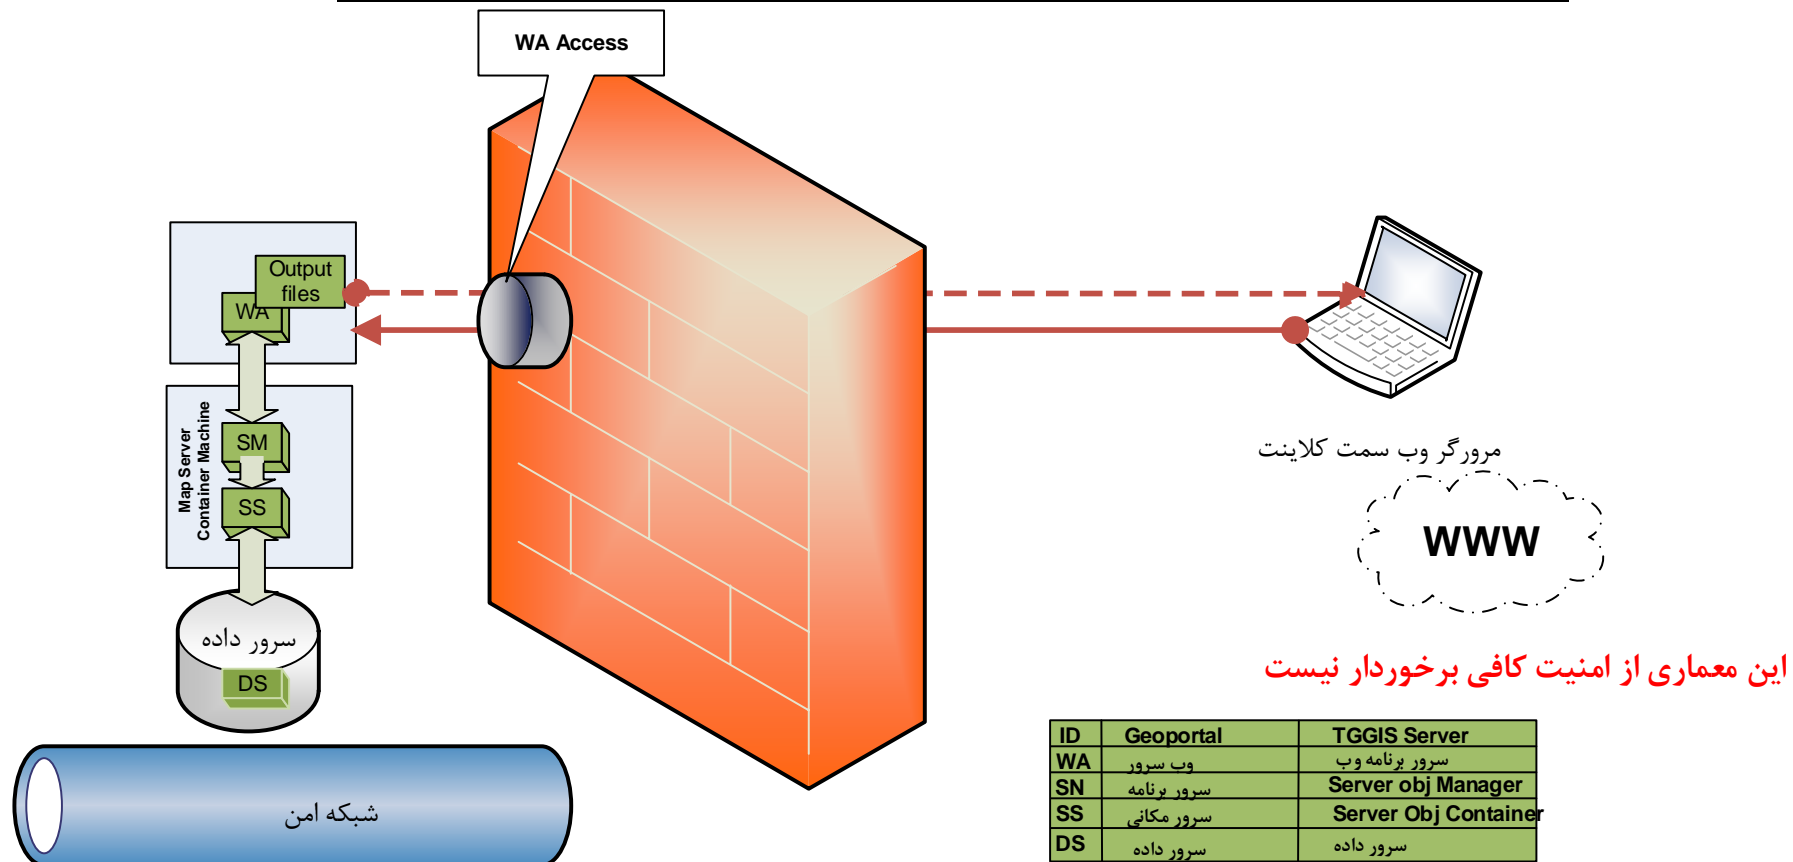 WA Access
Output
files
WA
Map Server
Container Machine
SM
SS
سرور داده
DS
شبکه امن
مرورگر وب سمت کلاینت
WWW
این معماری از امنیت کافی برخوردار نیست
ID Geoportal TGGIS Server
WA وب سرور سرور برنامه وب
SN سرور برنامه Server obj Manager
SS سرور مکانی Server Obj Container
DS سرور داده سرور داده